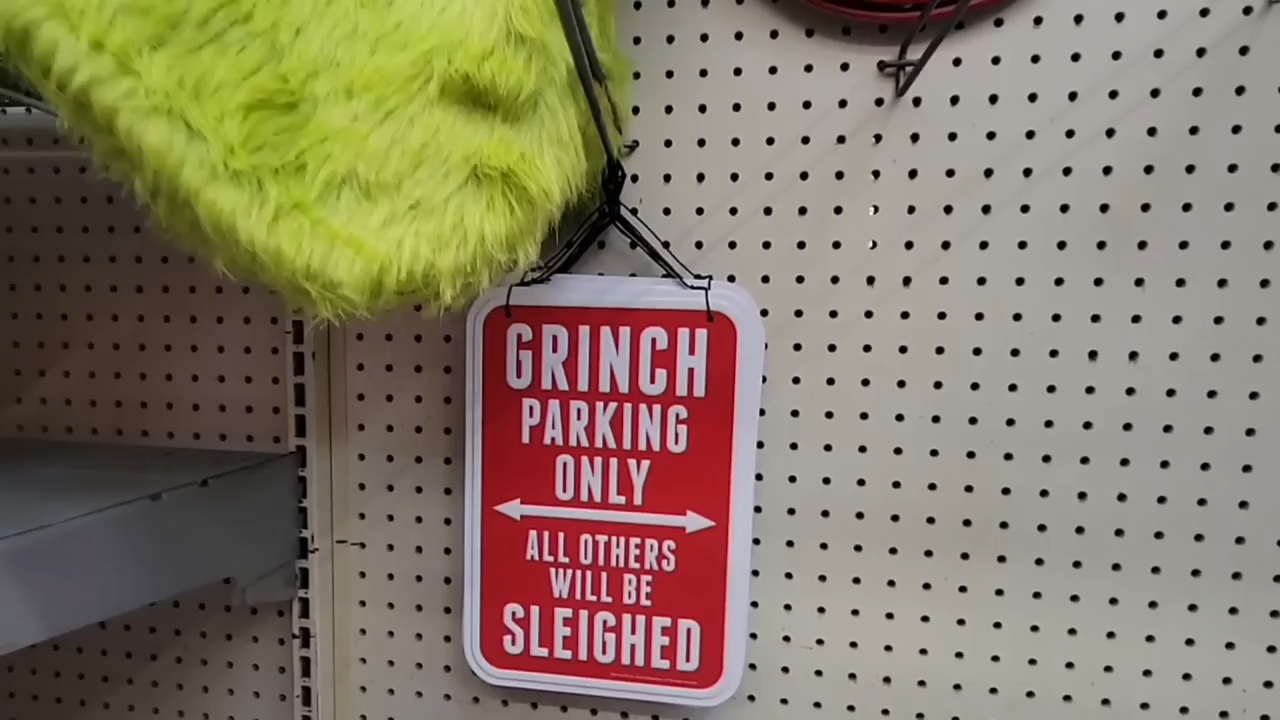 GRINCH
PARKING
ONLY
ALL OTHERS
WILL BE
SLEIGHED